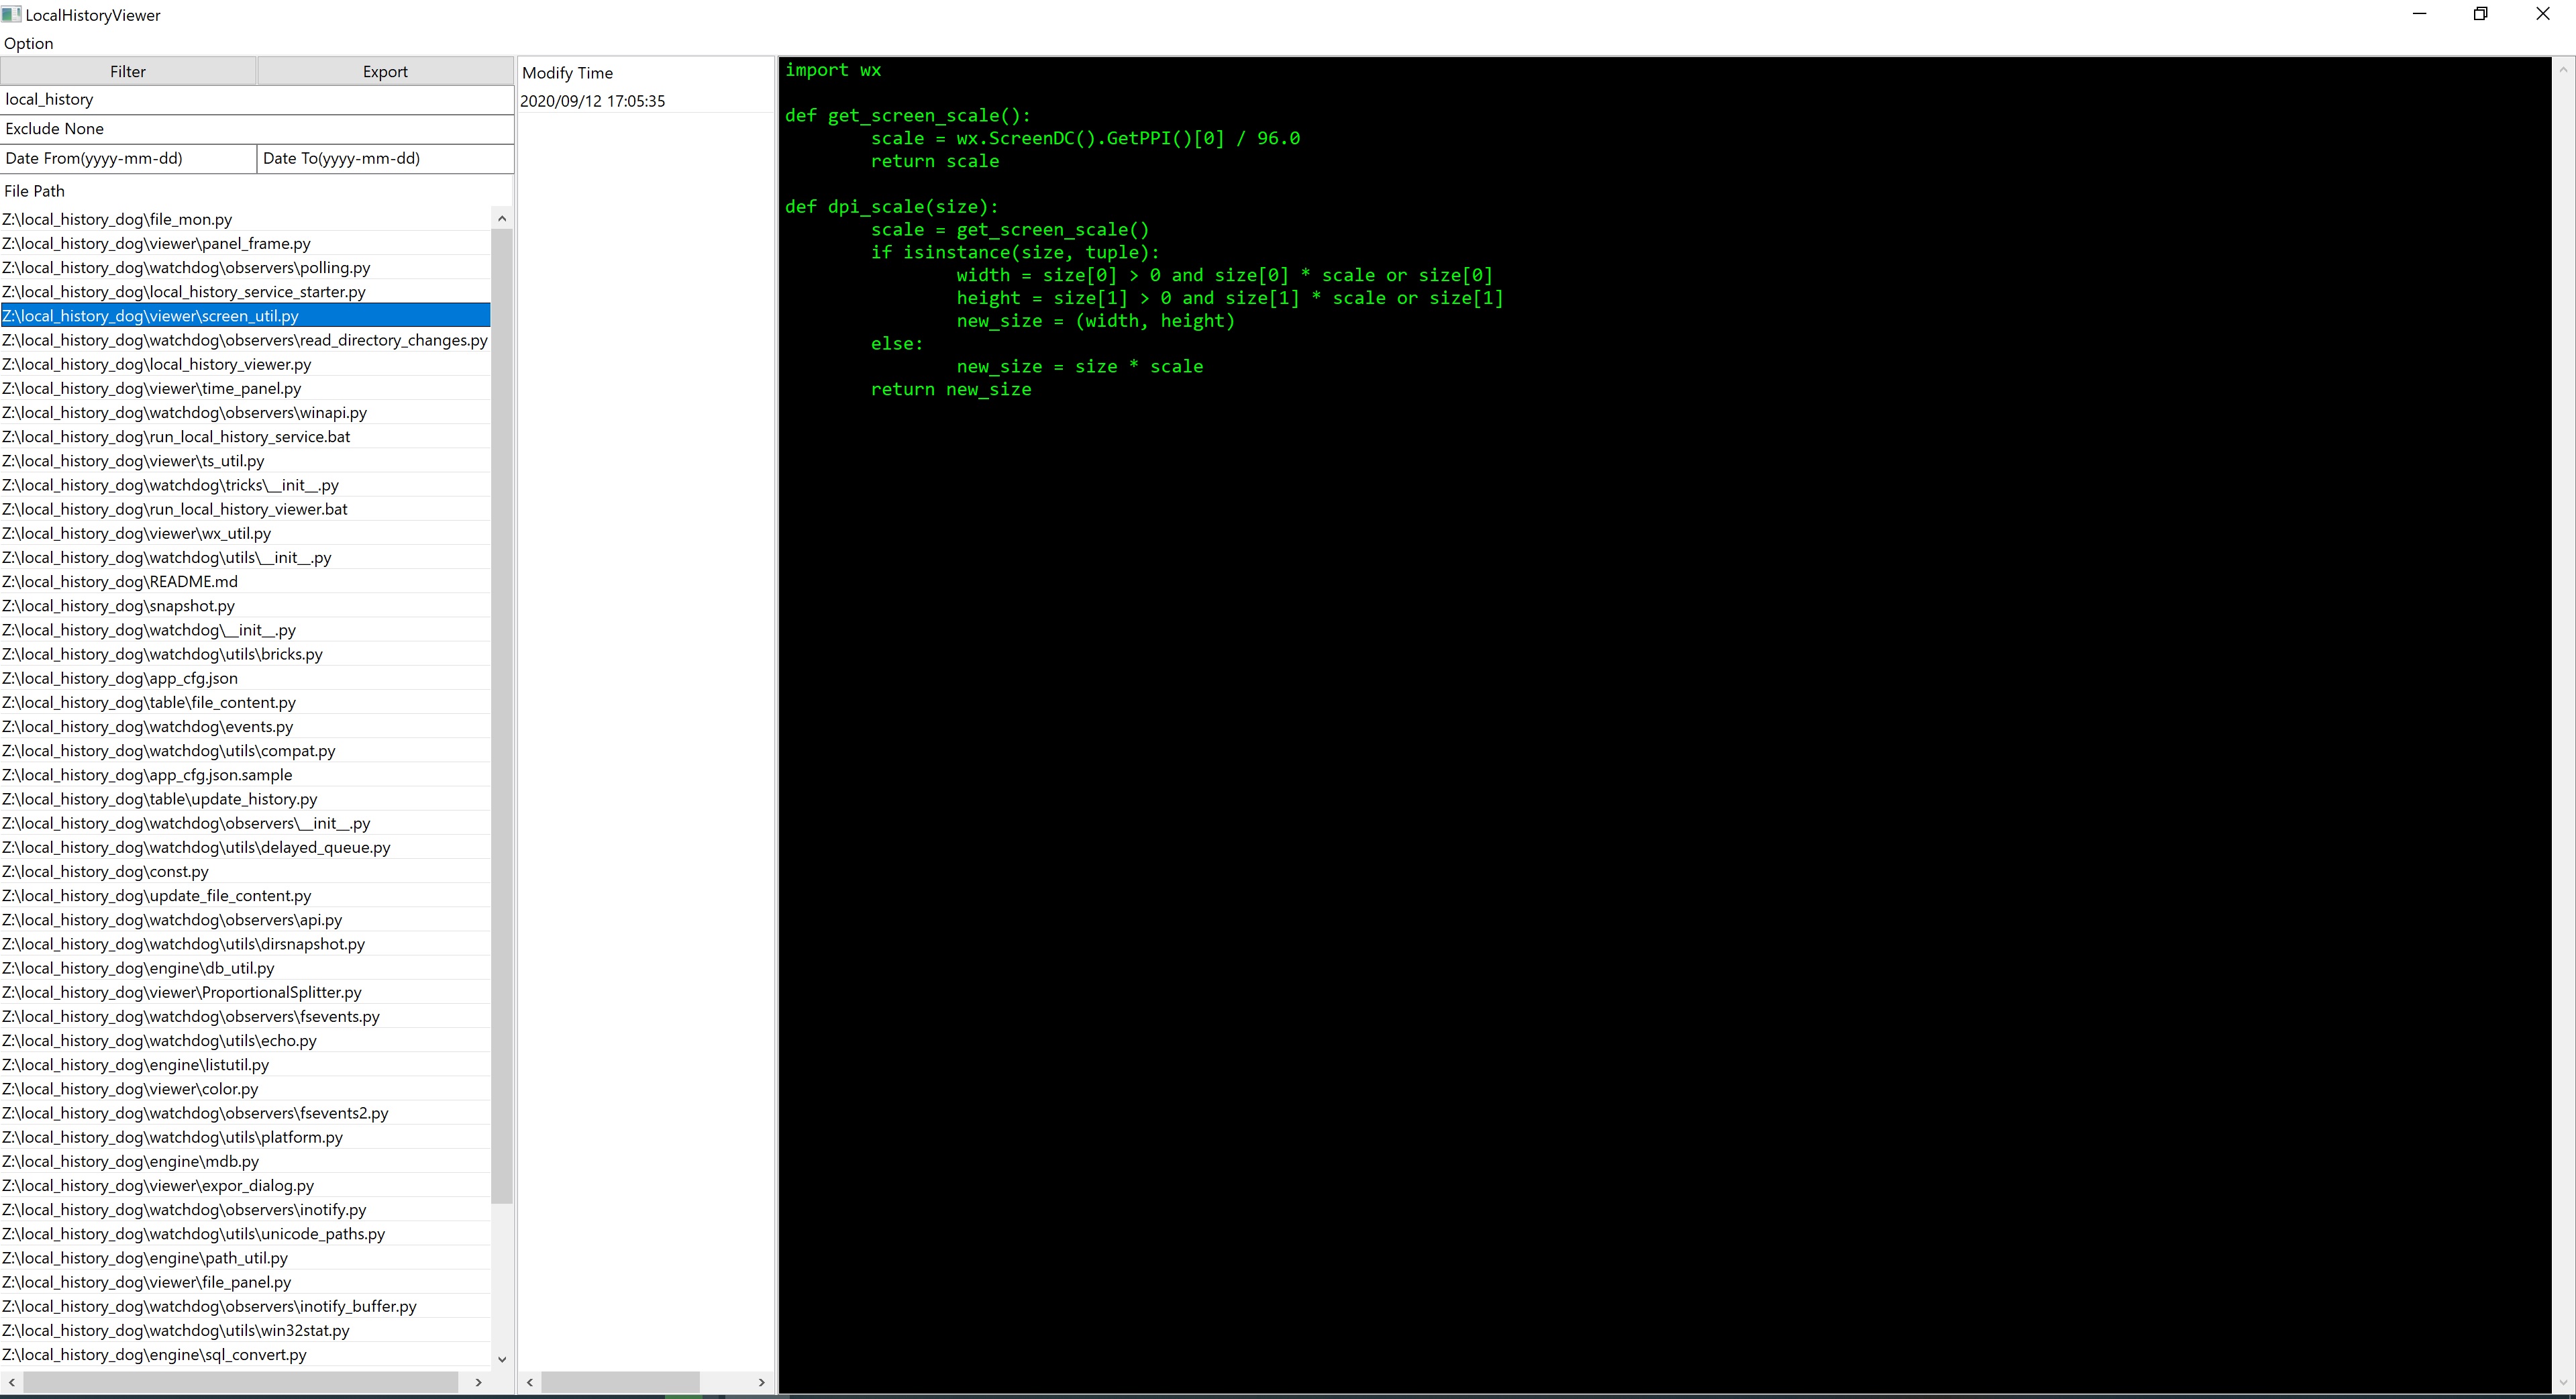 LocalHistoryViewer
Option
Filter Export
local_history
Exclude None
Date From(yyyy-mm-dd) Date To(yyyy-mm-dd)
File Path
Z:\local_history_dog\file_mon.py
Z:\local_history_dog\viewer\panel_frame.py
Z:\local_history_dog\watchdog\observers\polling.py
Z:\local_history_dog\local_history_service_starter.py
Z:\local_history_dog\viewer\screen_util.py
Z:\local_history_dog\watchdog\observers\read_directory_changes.py
Z:\local_history_dog\local_history_viewer.py
Z:\local_history_dog\viewer\time_panel.py
Z:\local_history_dog\watchdog\observers\winapi.py
Z:\local_history_dog\run_local_history_service.bat
Z:\local_history_dog\viewer\ts_util.py
Z:\local_history_dog\watchdog\tricks\__init__.py
Z:\local_history_dog\run_local_history_viewer.bat
Z:\local_history_dog\viewer\wx_util.py
Z:\local_history_dog\watchdog\utils\__init__.py
Z:\local_history_dog\README.md
Z:\local_history_dog\snapshot.py
Z:\local_history_dog\watchdog\__init__.py
Z:\local_history_dog\watchdog\utils\bricks.py
Z:\local_history_dog\app_cfg.json
Z:\local_history_dog\table\file_content.py
Z:\local_history_dog\watchdog\events.py
Z:\local_history_dog\watchdog\utils\compat.py
Z:\local_history_dog\app_cfg.json.sample
Z:\local_history_dog\table\update_history.py
Z:\local_history_dog\watchdog\observers\__init__.py
Z:\local_history_dog\watchdog\utils\delayed_queue.py
Z:\local_history_dog\const.py
Z:\local_history_dog\update_file_content.py
Z:\local_history_dog\watchdog\observers\api.py
Z:\local_history_dog\watchdog\utils\dirsnapshot.py
Z:\local_history_dog\engine\db_util.py
Z:\local_history_dog\viewer\ProportionalSplitter.py
Z:\local_history_dog\watchdog\observers\fsevents.py
Z:\local_history_dog\watchdog\utils\echo.py
Z:\local_history_dog\engine\listutil.py
Z:\local_history_dog\viewer\color.py
Z:\local_history_dog\watchdog\observers\fsevents2.py
Z:\local_history_dog\watchdog\utils\platform.py
Z:\local_history_dog\engine\mdb.py
Z:\local_history_dog\viewer\expor_dialog.py
Z:\local_history_dog\watchdog\observers\inotify.py
Z:\local_history_dog\watchdog\utils\unicode_paths.py
Z:\local_history_dog\engine\path_util.py
Z:\local_history_dog\viewer\file_panel.py
Z:\local_history_dog\watchdog\observers\inotify_buffer.py
Z:\local_history_dog\watchdog\utils\win32stat.py
Z:\local_history_dog\engine\sql_convert.py
Modify Time
2020/09/12 17:05:35
import wx
def get_screen_scale():
scale = wx.ScreenDC().GetPPI()[0] / 96.0
return scale
def dpi_scale(size):
scale = get_screen_scale()
if isinstance(size, tuple):
width = size[0] > 0 and size[0] * scale or size[0]
height = size[1] > 0 and size[1] * scale or size[1]
new_size = (width, height)
else:
new_size = size * scale
return new_size